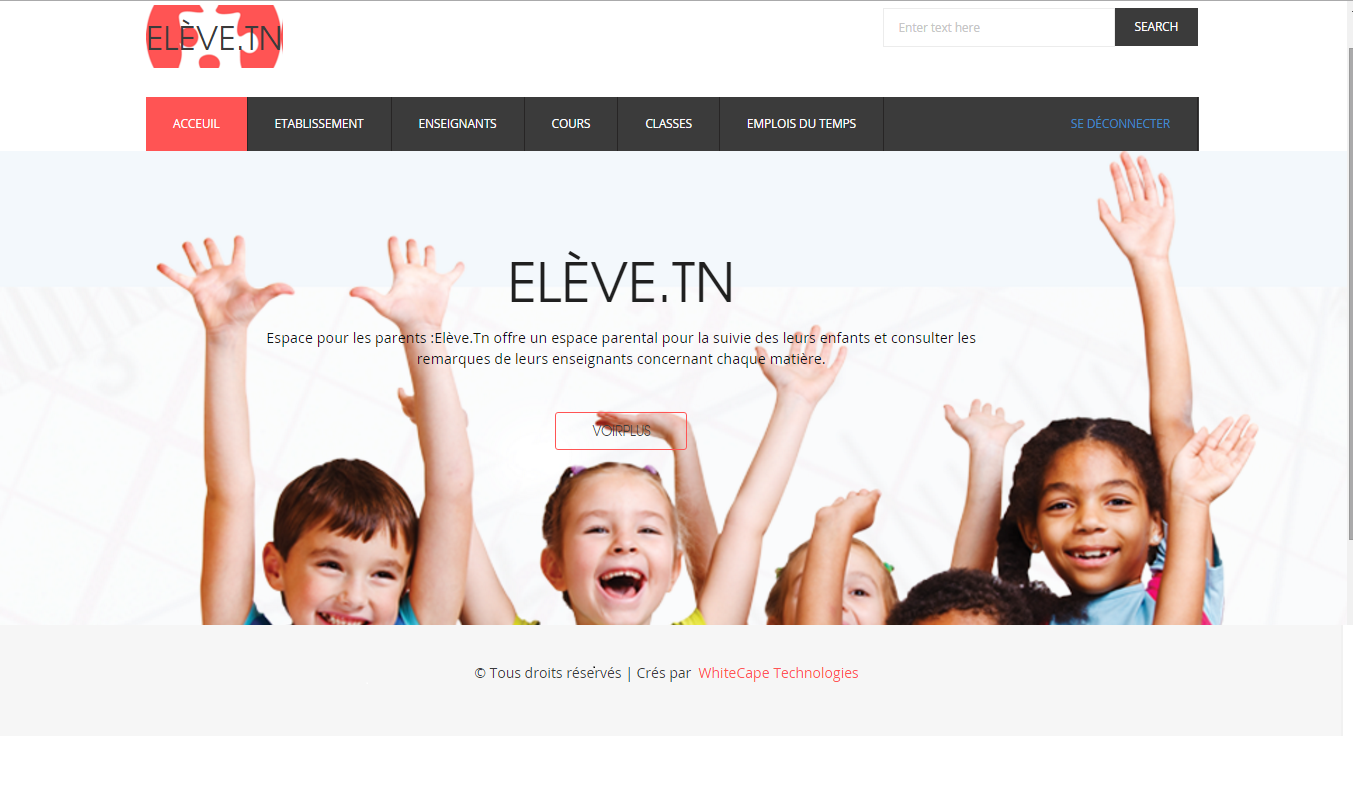 ELÈVE.TN
Enter text here
SEARCH
ACCEUIL
ETABLISSEMENT
ENSEIGNANTS
COURS
CLASSES
EMPLOIS DU TEMPS
SE DÉCONNECTER
ELÈVE.TN
Espace pour les parents :Elève.Tn offre un espace parental pour la suivie des leurs enfants et consulter les
remarques de leurs enseignants concernant chaque matière.
VOIRPLUS
© Tous droits réservés | Crés par WhiteCape Technologies